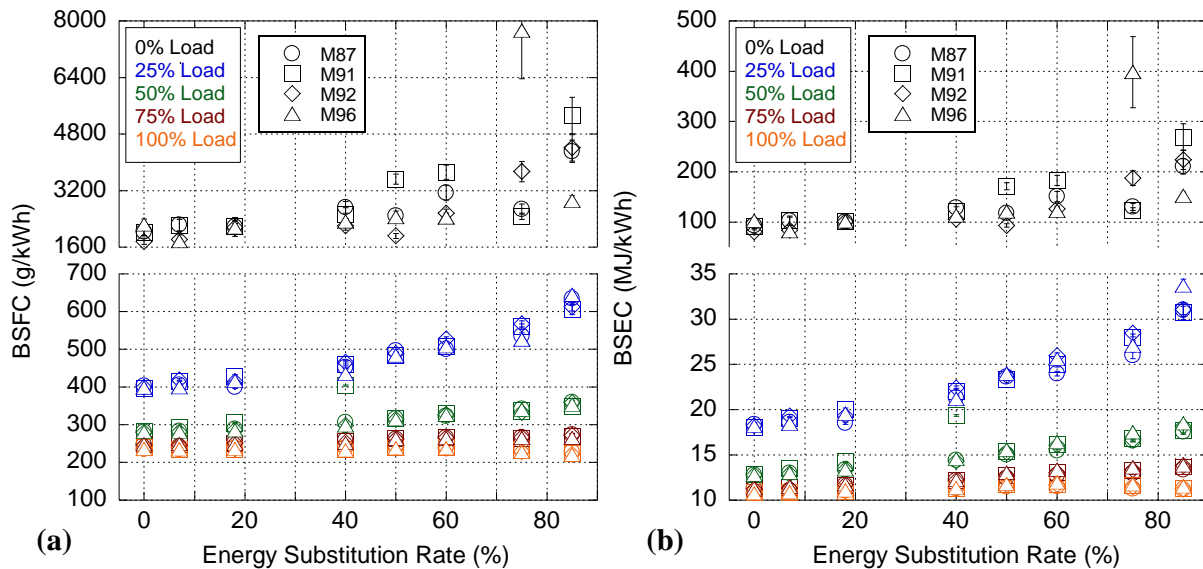 8000
6400
4800
3200
1600
700
600
500
400
300
200
100
BSFC (g/kWh)
0% Load
25% Load
50% Load
75% Load
100% Load
M87
M91
M92
M96
0 20 40 60 80
Energy Substitution Rate (%)
(a)
500
400
300
200
100
0
35
30
25
20
15
10
BSEC (MJ/kWh)
0% Load
25% Load
50% Load
75% Load
100% Load
M87
M91
M92
M96
0 20 40 60 80
Energy Substitution Rate (%)
(b)